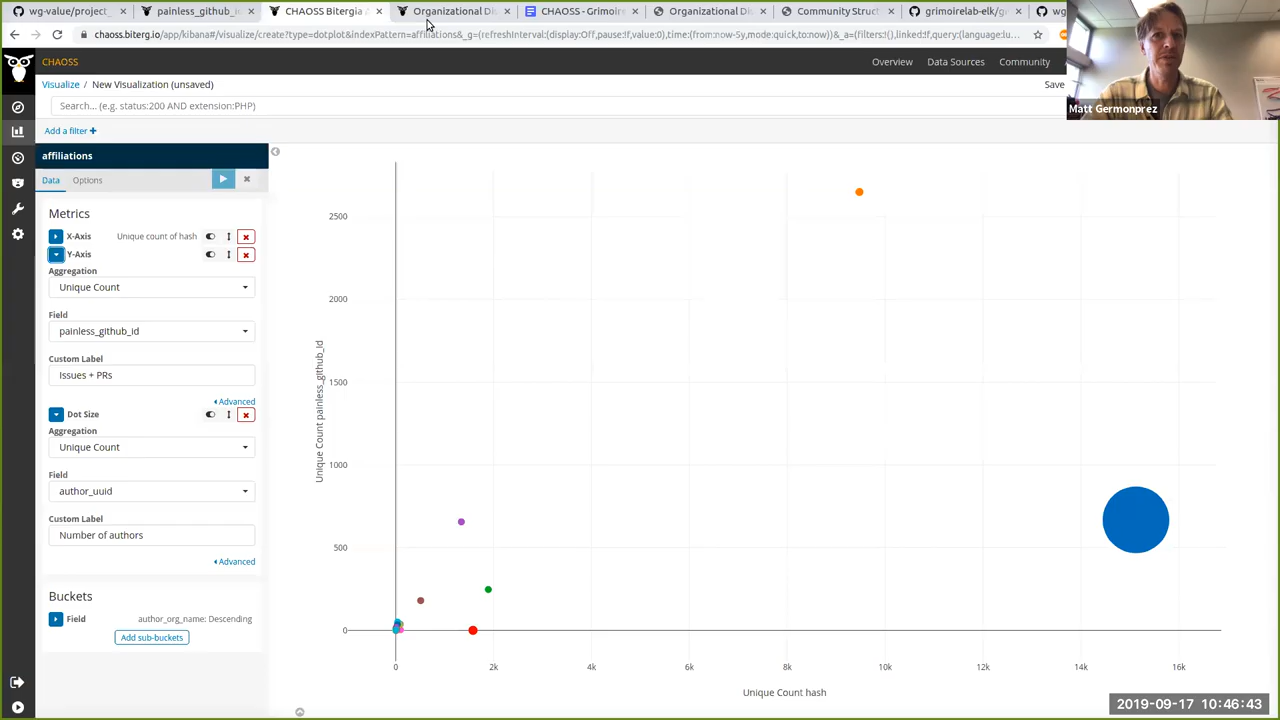 wg-value/project_
painless_github_id
CHAOSS Bitergia A
Organizational Di
CHAOSS - Grimoire
Organizational Di
Community Struct
grimoirelab-elk/gr
wg
chaoss.biterg.io/app/kibana#/visualize/create?type=dotplot&indexPattern=affiliations&_g=(refreshInterval:(display:Off,pause:!f,value:0),time:(from:now-5y,mode:quick,to:now))&_a=(filters:!(),linked:!f,query:(language:lu...
CHAOSS
Overview
Data Sources
Community
Visualize / New Visualization (unsaved)
Save
Search... (e.g. status:200 AND extension:PHP)
Matt Germonprez
Add a filter +
affiliations
Data
Options
Metrics
X-Axis
Unique count of hash
Y-Axis
Aggregation
Unique Count
Field
painless_github_id
Custom Label
Issues + PRs
Advanced
Dot Size
Aggregation
Unique Count
Field
author_uuid
Custom Label
Number of authors
Advanced
Buckets
Field
author_org_name: Descending
Add sub-buckets
Unique Count painless_github_id
2500
2000
1500
1000
500
0
0
2k
4k
6k
8k
10k
12k
14k
16k
Unique Count hash
2019-09-17 10:46:43